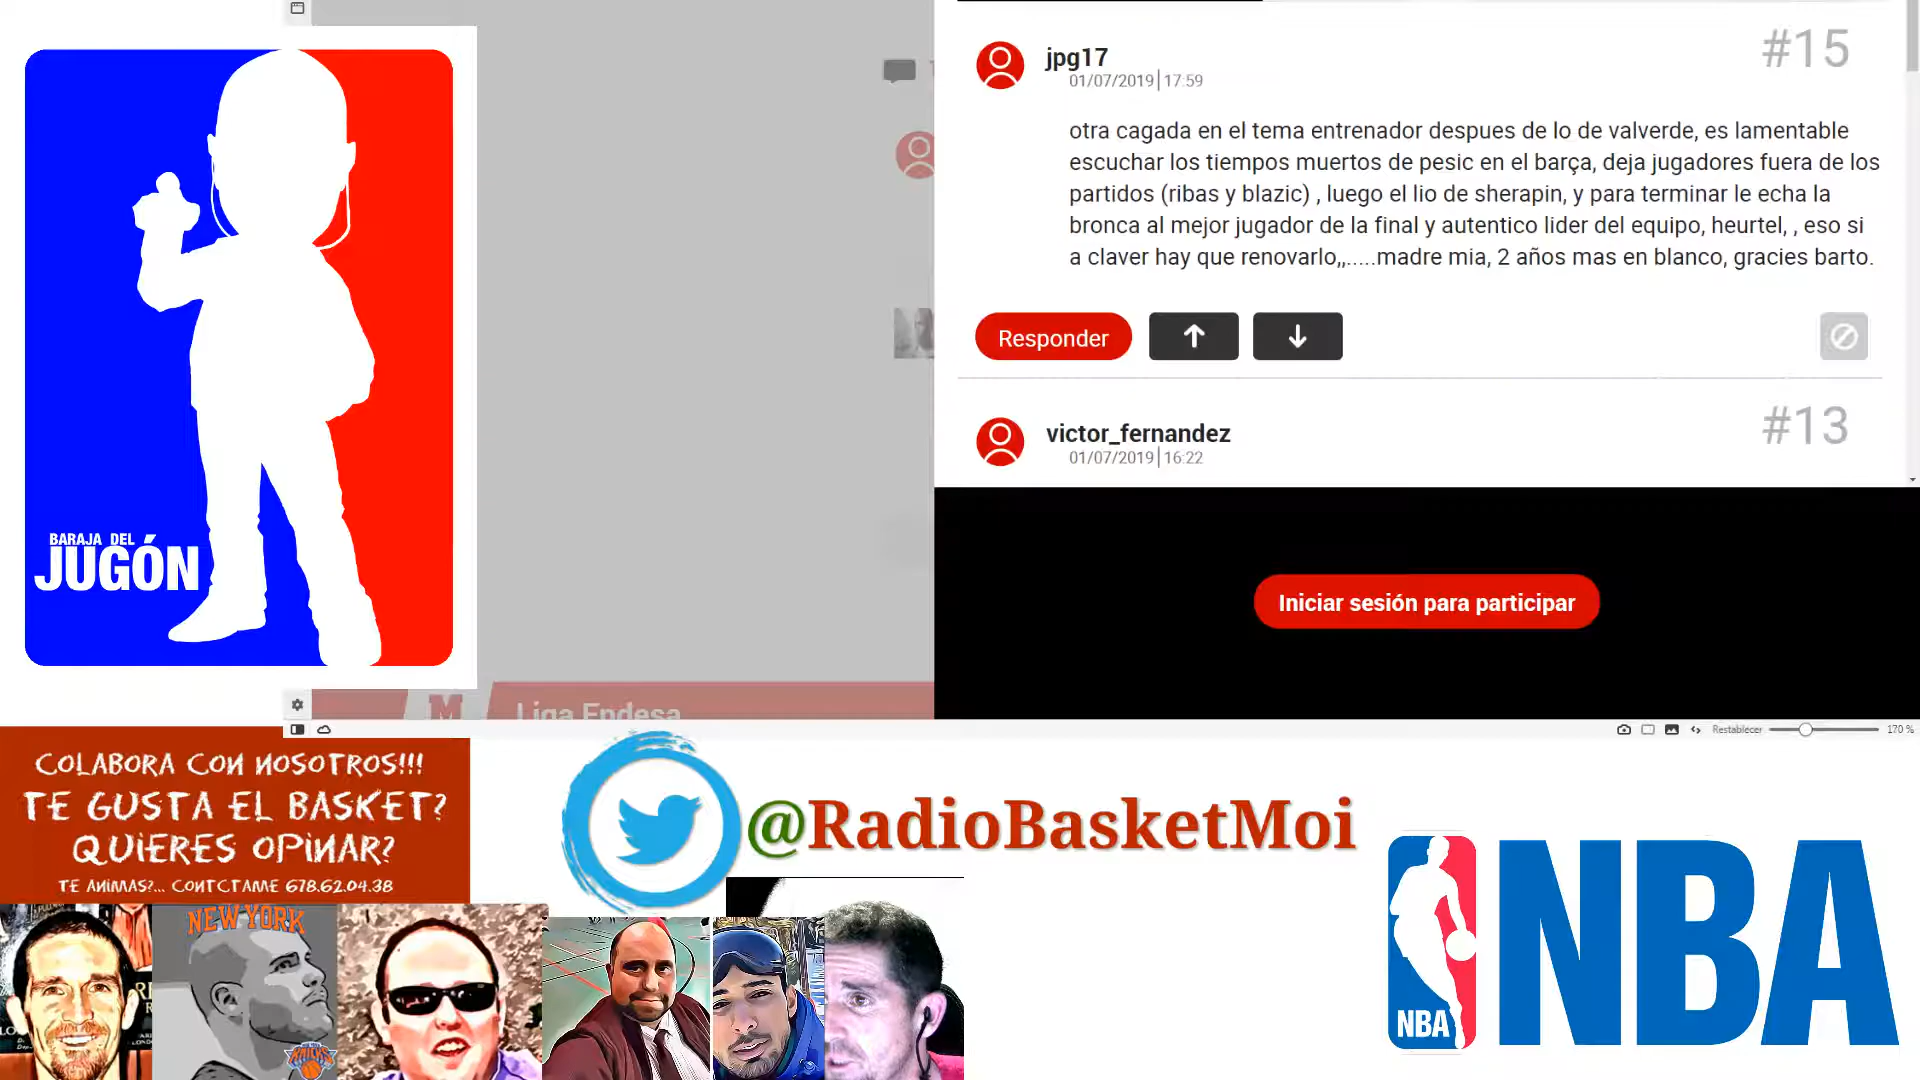 jpg17
#15
01/07/2019|17:59
otra cagada en el tema entrenador despues de lo de valverde, es lamentable
escuchar los tiempos muertos de pesic en el barça, deja jugadores fuera de los
partidos (ribas y blazic) , luego el lio de sherapin, y para terminar le echa la
bronca al mejor jugador de la final y autentico lider del equipo, heurtel, , eso si
a claver hay que renovarlo,,.....madre mia, 2 años mas en blanco, gracies barto.
Responder
victor_fernandez
#13
01/07/2019|16:22
Iniciar sesión para participar
BARAJA DEL
JUGÓN
M
Liga Endesa
Restablecer
170 %
COLABORA CON NOSOTROS!!!
TE GUSTA EL BASKET?
QUIERES OPINAR?
TE ANIMAS?... CONTCTAME 678.62.04.38
@RadioBasketMoi
NEW YORK
KNICKS
NBA
NBA